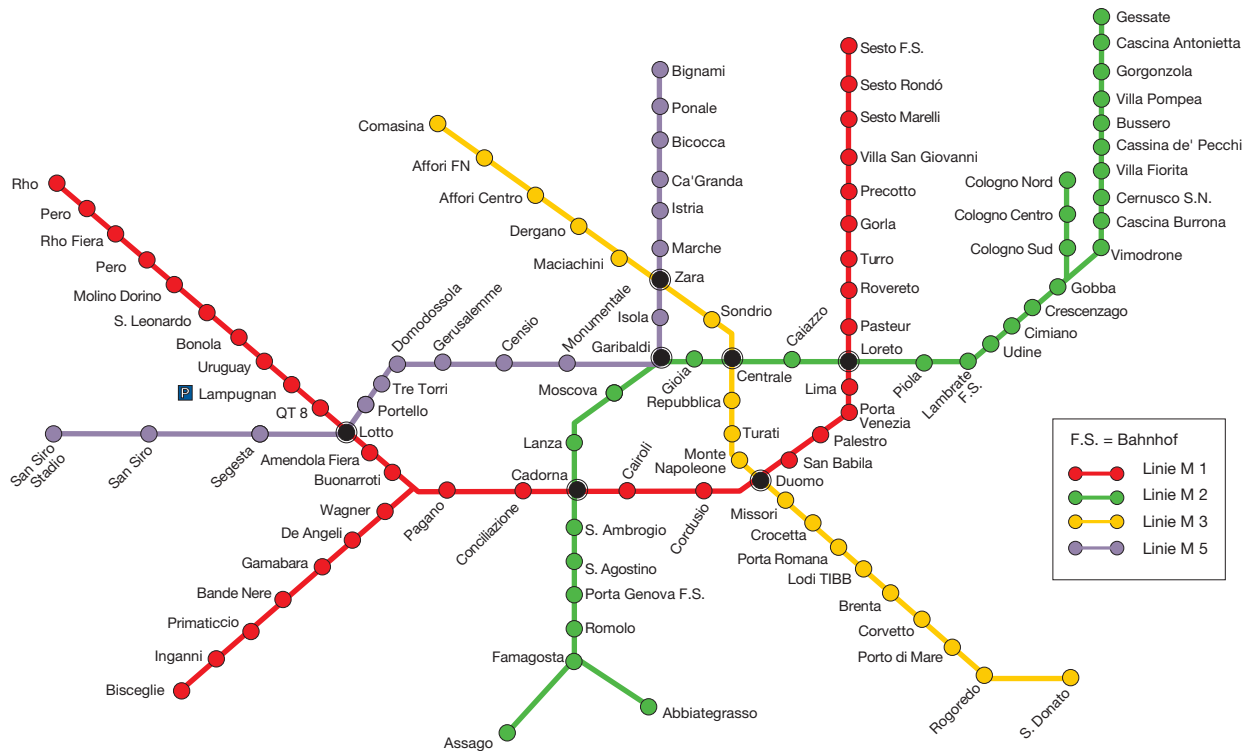 Gessate
Cascina Antonietta
Gorgonzola
Villa Pompea
Bussero
Cassina de' Pecchi
Villa Fiorita
Cernusco S.N.
Cascina Burrona
Vimodrone
Cologno Nord
Cologno Centro
Cologno Sud
Gobba
Crescenzago
Cimiano
Udine
Lambrate
F.S.
Piola
Sesto F.S.
Sesto Rondó
Sesto Marelli
Villa San Giovanni
Precotto
Gorla
Turro
Rovereto
Pasteur
Loreto
Lima
Porta
Venezia
Palestro
San Babila
Duomo
Bignami
Ponale
Bicocca
Ca'Granda
Istria
Marche
Zara
Isola
Garibaldi
Comasina
Affori FN
Affori Centro
Dergano
Maciachini
Sondrio
Caiazzo
Centrale
Gioia
Repubblica
Turati
Monte
Napoleone
Moscova
Lanza
Cadorna
Cairoli
Cordusio
Monumentale
Censio
Gerusalemme
Domodossola
Tre Torri
Portello
Lotto
Rho
Pero
Rho Fiera
Pero
Molino Dorino
S. Leonardo
Bonola
Uruguay
P
Lampugnan
QT 8
San Siro
Stadio
San Siro
Segesta
Amendola Fiera
Buonarroti
Pagano
Conciliazione
Wagner
De Angeli
Gamabara
Bande Nere
Primaticcio
Inganni
Bisceglie
S. Ambrogio
S. Agostino
Porta Genova F.S.
Romolo
Famagosta
Assago
Abbiategrasso
Missori
Crocetta
Porta Romana
Lodi TIBB
Brenta
Corvetto
Porto di Mare
Rogoredo
S. Donato
F.S. = Bahnhof
Linie M 1
Linie M 2
Linie M 3
Linie M 5